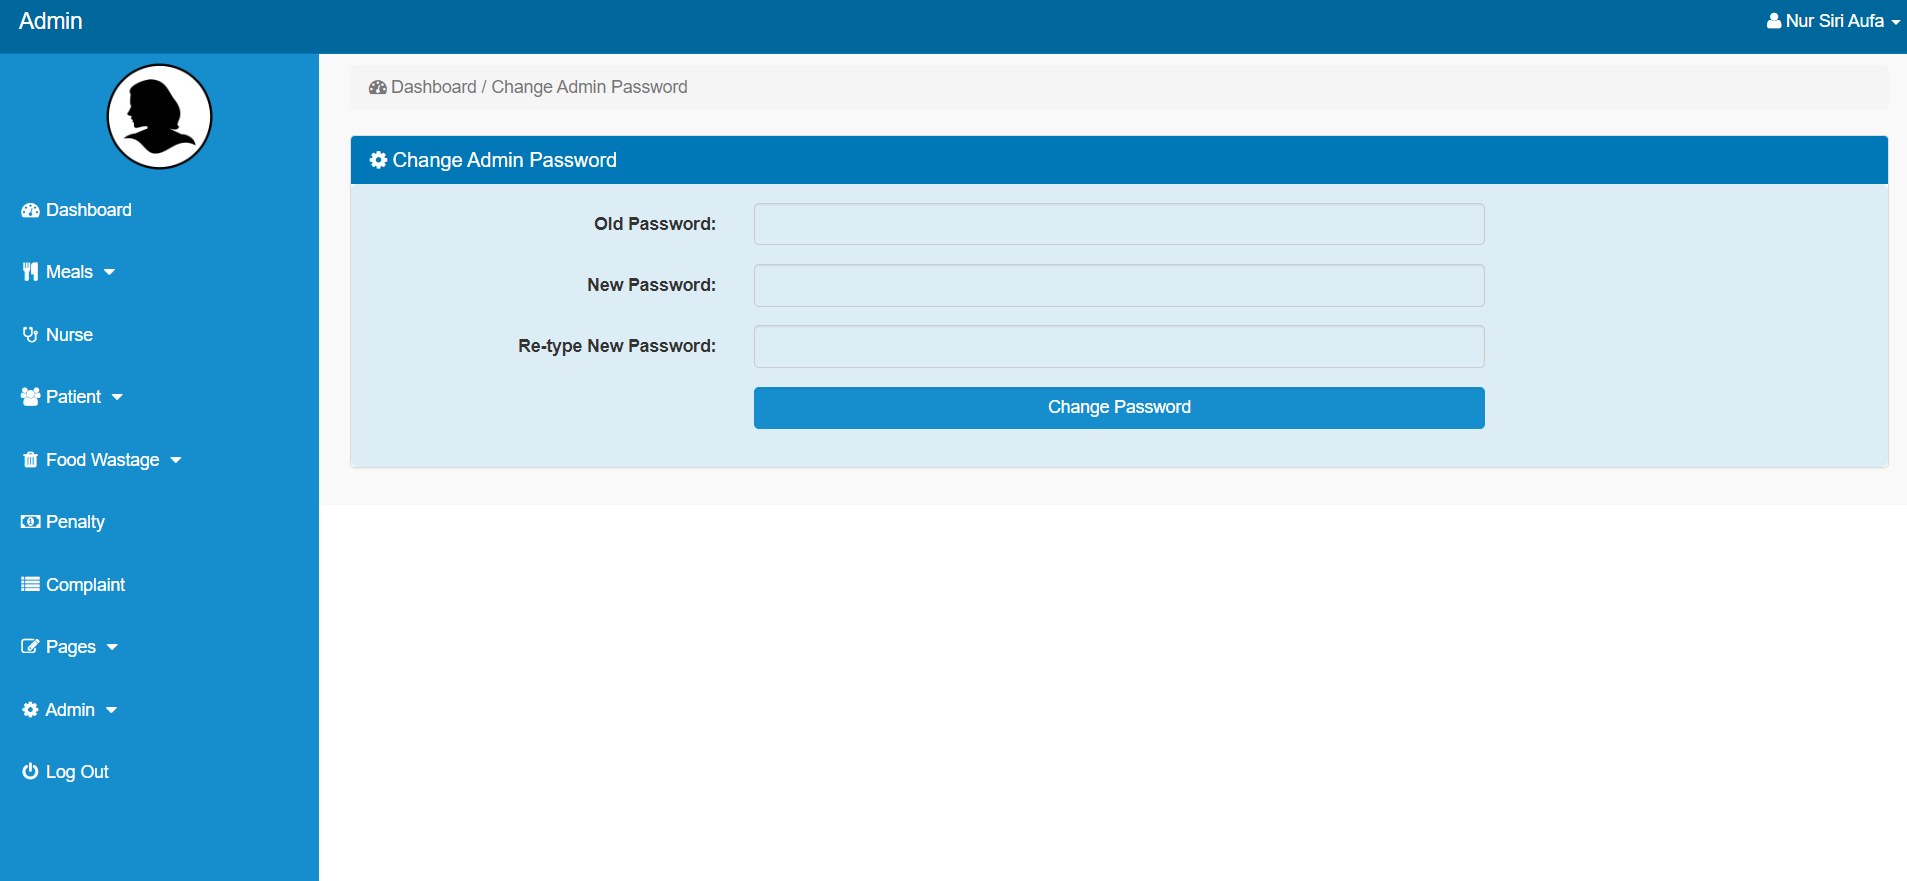 Admin
Nur Siri Aufa
Dashboard / Change Admin Password
Change Admin Password
Old Password:
New Password:
Re-type New Password:
Change Password
Dashboard
Meals
Nurse
Patient
Food Wastage
Penalty
Complaint
Pages
Admin
Log Out